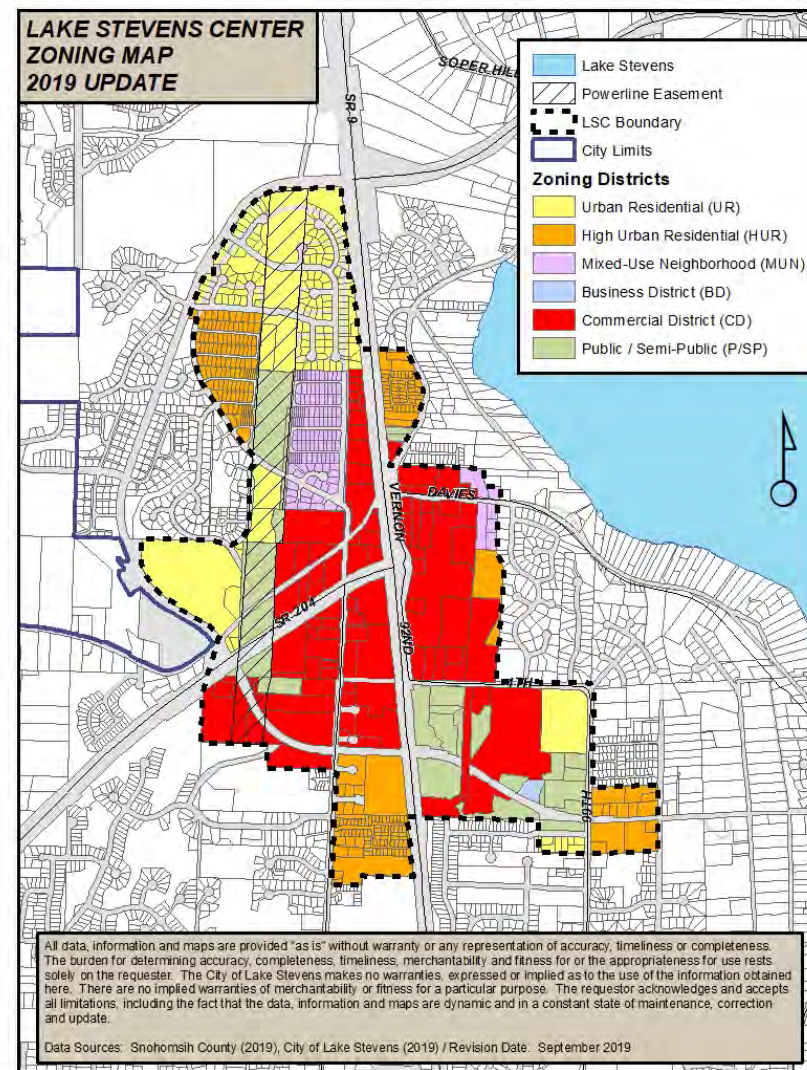 LAKE STEVENS CENTER
ZONING MAP
2019 UPDATE
SOPER HILL
SR-9
Lake Stevens
Powerline Easement
LSC Boundary
City Limits
Zoning Districts
Urban Residential (UR)
High Urban Residential (HUR)
Mixed-Use Neighborhood (MUN)
Business District (BD)
Commercial District (CD)
Public / Semi-Public (P/SP)
VERNON
DAVIES
SR-204
92ND
4TH
99TH
All data, information and maps are provided "as is" without warranty or any representation of accuracy, timeliness or completeness.
The burden for determining accuracy, completeness, timeliness, merchantability and fitness for or the appropriateness for use rests
solely on the requester. The City of Lake Stevens makes no warranties, expressed or implied as to the use of the information obtained
here. There are no implied warranties of merchantability or fitness for a particular purpose. The requestor acknowledges and accepts
all limitations, including the fact that the data, information and maps are dynamic and in a constant state of maintenance, correction
and update.
Data Sources: Snohomsih County (2019), City of Lake Stevens (2019) / Revision Date: September 2019